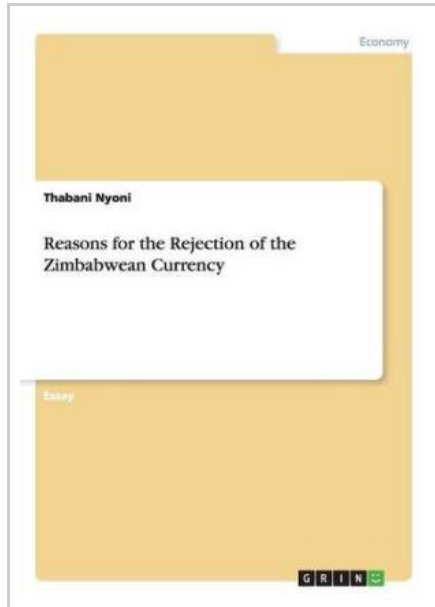 Economy
Thabani Nyoni
Reasons for the Rejection of the
Zimbabwean Currency
Essay
GRIN